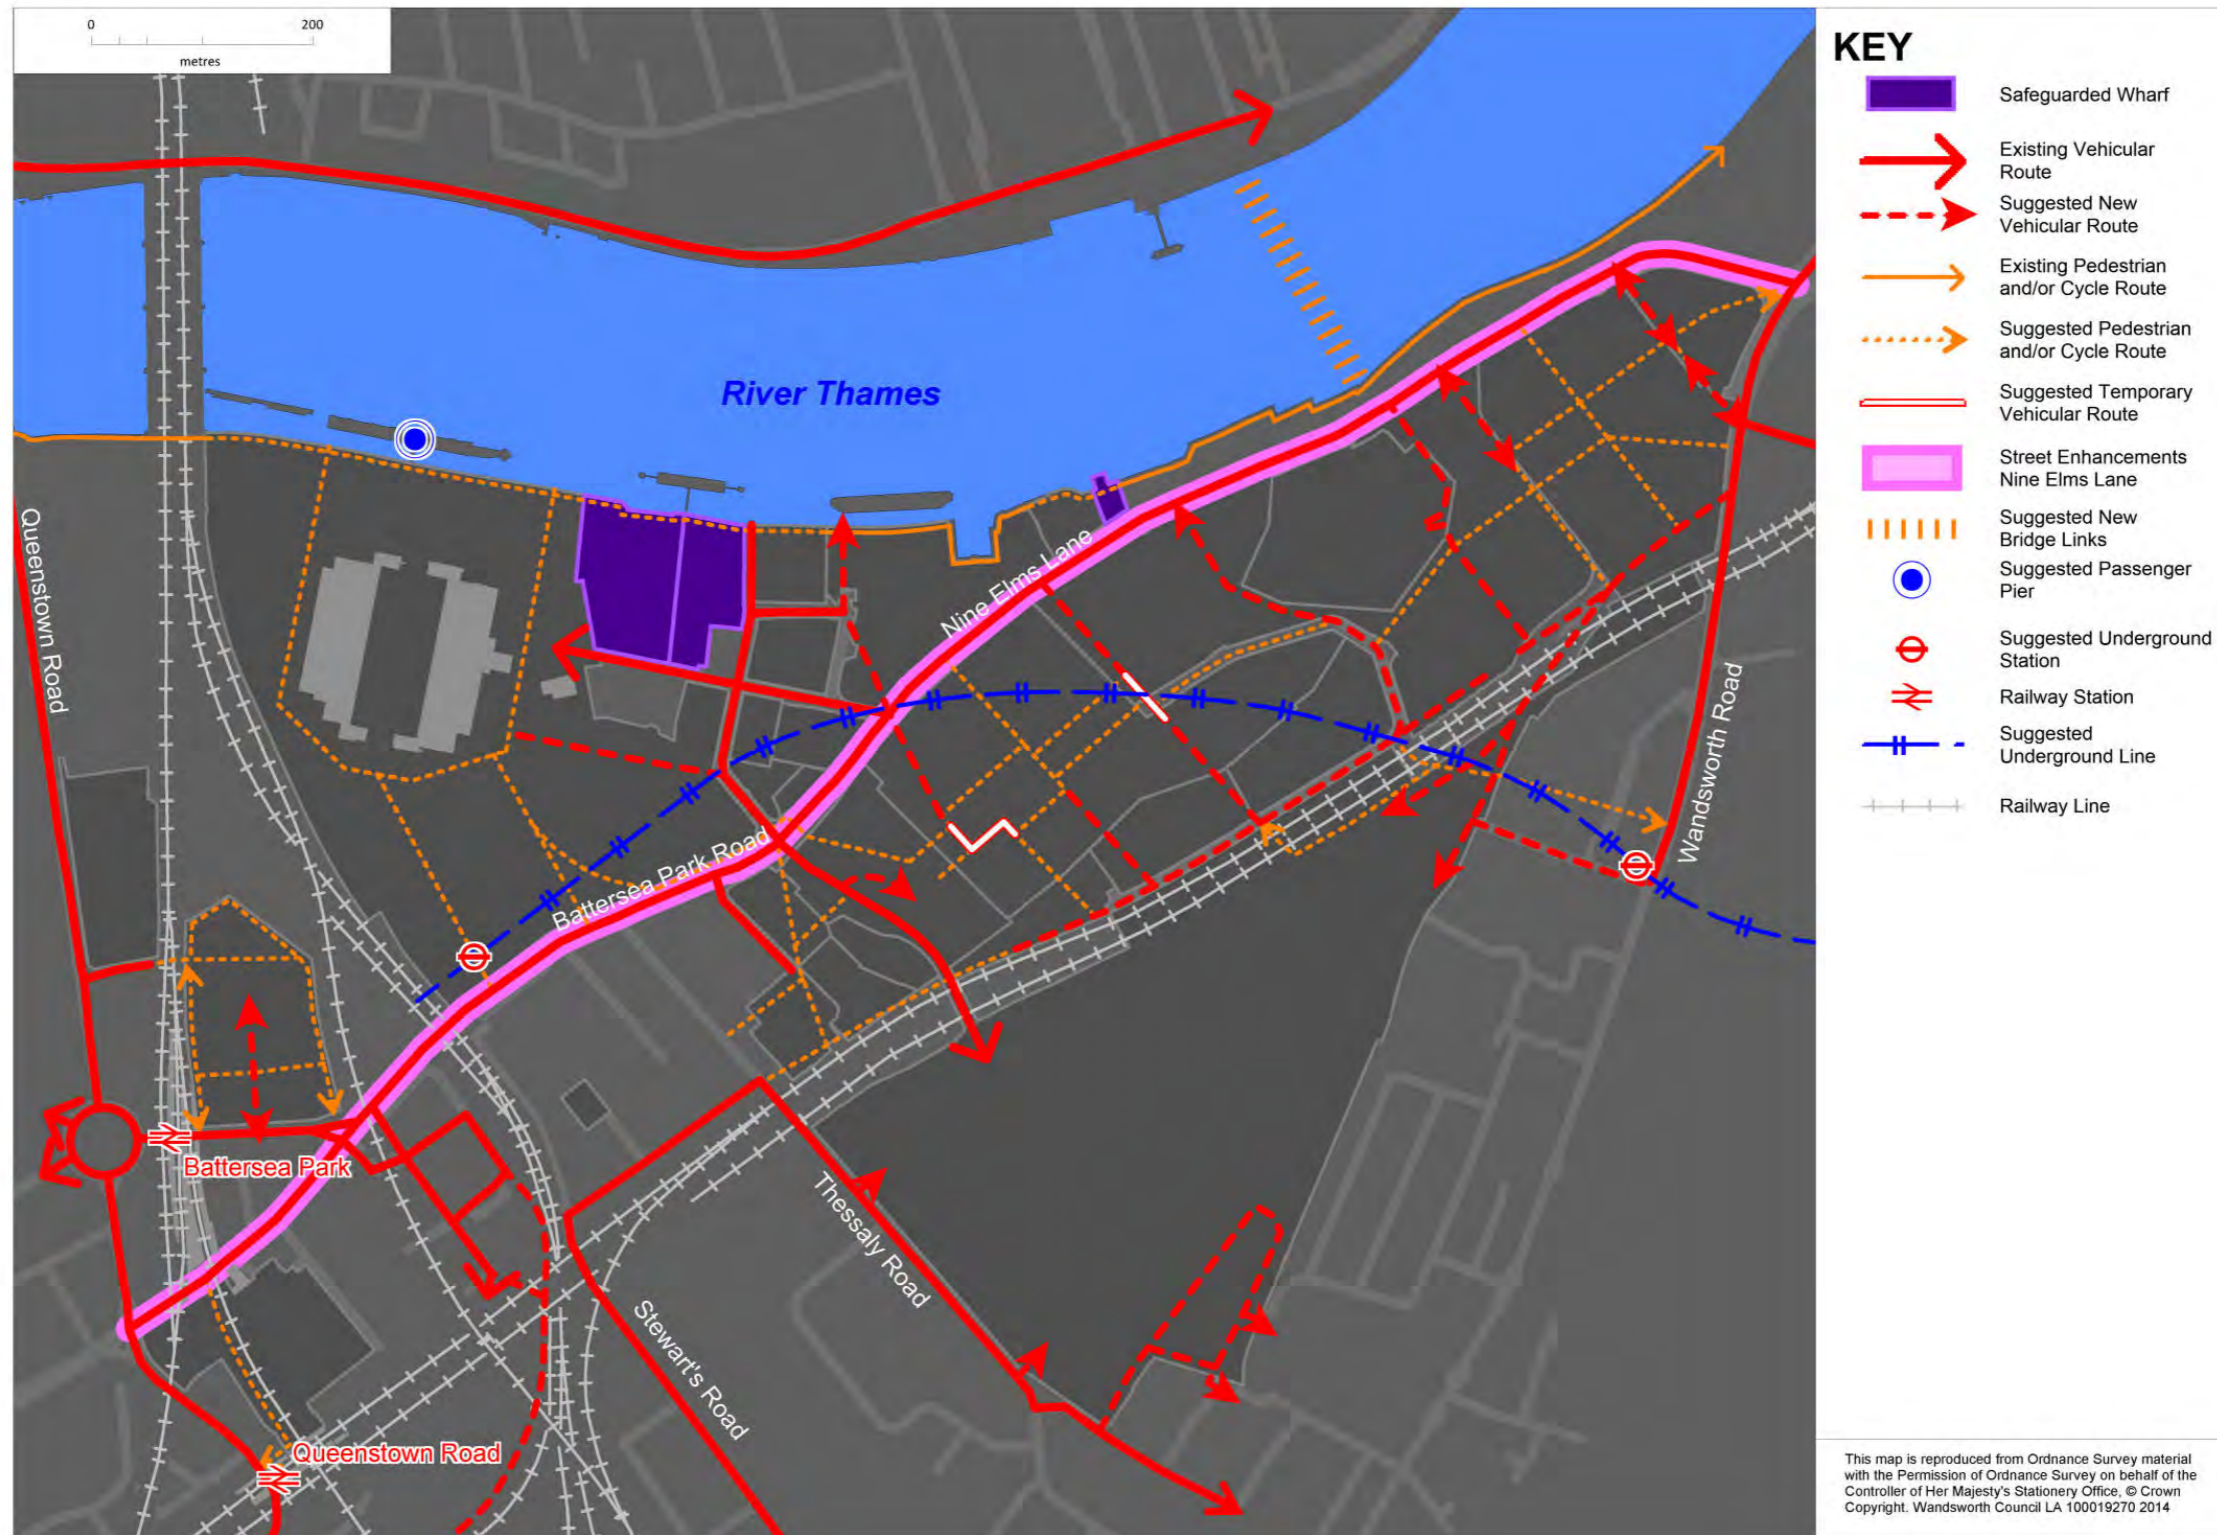 0
200
metres
River Thames
Queenstown Road
Nine Elms Lane
Battersea Park Road
Wandsworth Road
Battersea Park
Thessaly Road
Stewart's Road
Queenstown Road
KEY
Safeguarded Wharf
Existing Vehicular
Route
Suggested New
Vehicular Route
Existing Pedestrian
and/or Cycle Route
Suggested Pedestrian
and/or Cycle Route
Suggested Temporary
Vehicular Route
Street Enhancements
Nine Elms Lane
Suggested New
Bridge Links
Suggested Passenger
Pier
Suggested Underground
Station
Railway Station
Suggested
Underground Line
Railway Line
This map is reproduced from Ordnance Survey material
with the Permission of Ordnance Survey on behalf of the
Controller of Her Majesty's Stationery Office, © Crown
Copyright. Wandsworth Council LA 100019270 2014